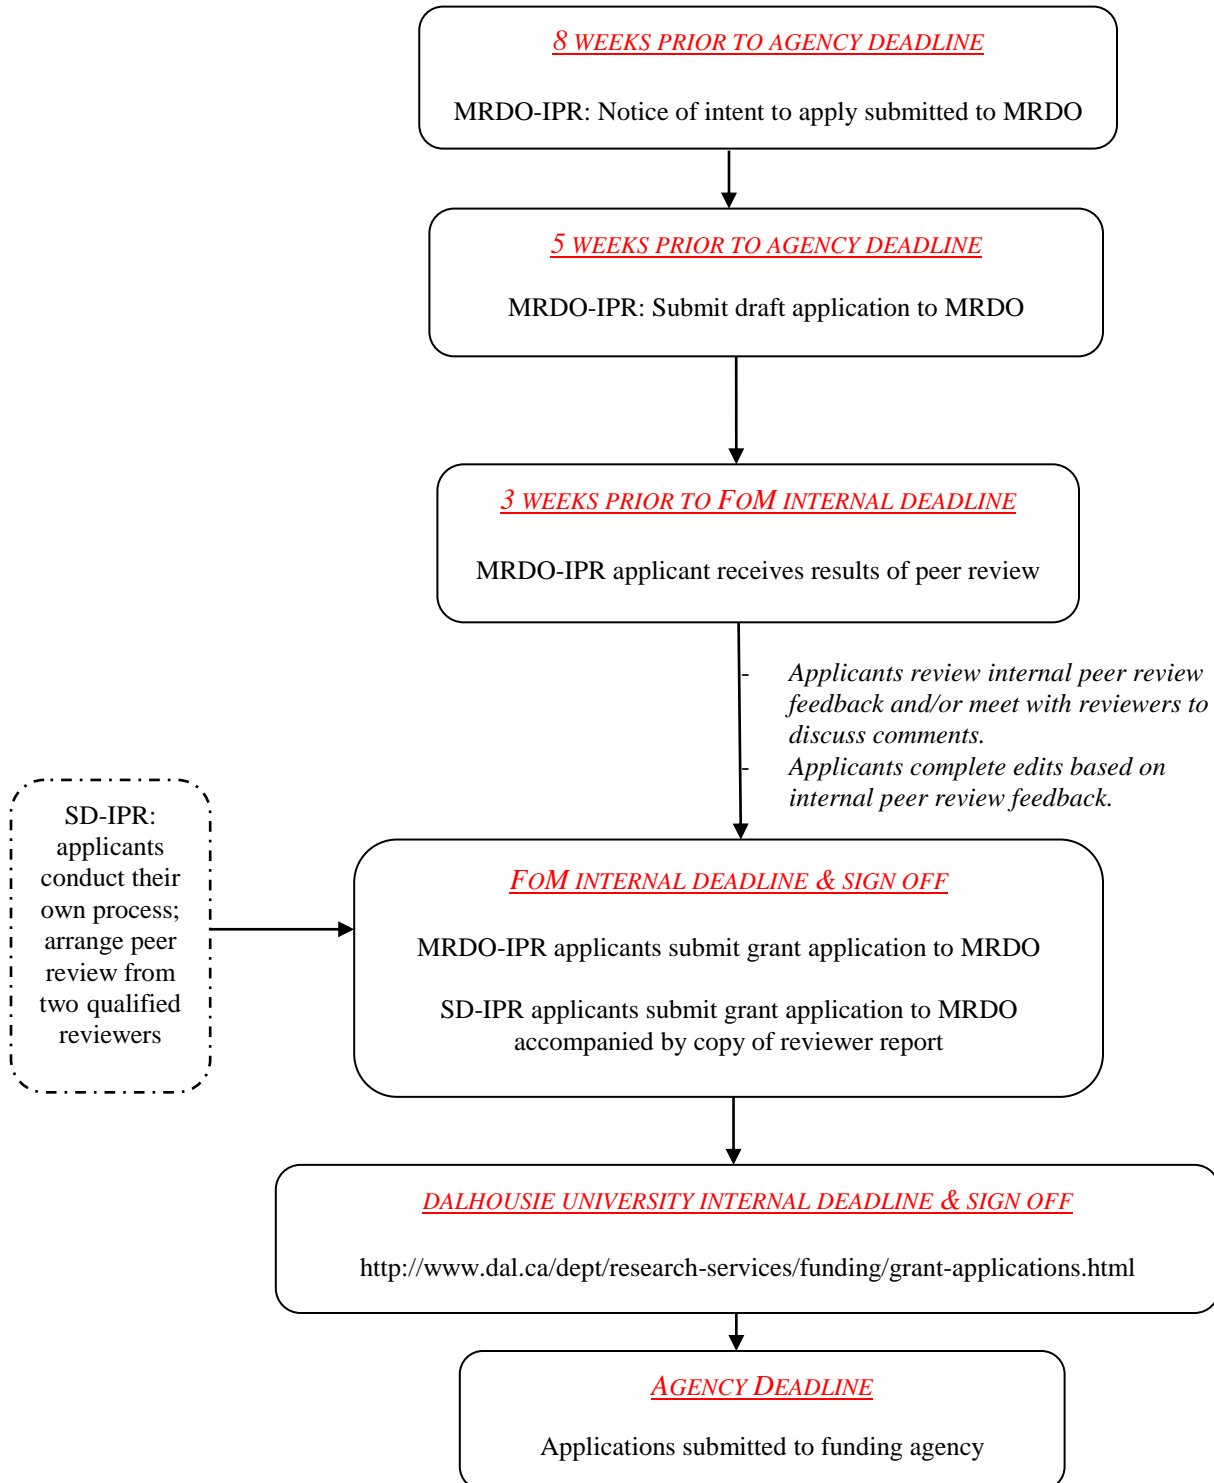 8 WEEKS PRIOR TO AGENCY DEADLINE
MRDO-IPR: Notice of intent to apply submitted to MRDO
5 WEEKS PRIOR TO AGENCY DEADLINE
MRDO-IPR: Submit draft application to MRDO
3 WEEKS PRIOR TO FOM INTERNAL DEADLINE
MRDO-IPR applicant receives results of peer review
- Applicants review internal peer review
feedback and/or meet with reviewers to
discuss comments.
- Applicants complete edits based on
internal peer review feedback.
SD-IPR:
applicants
conduct their
own process;
arrange peer
review from
two qualified
reviewers
FOM INTERNAL DEADLINE & SIGN OFF
MRDO-IPR applicants submit grant application to MRDO
SD-IPR applicants submit grant application to MRDO
accompanied by copy of reviewer report
DALHOUSIE UNIVERSITY INTERNAL DEADLINE & SIGN OFF
http://www.dal.ca/dept/research-services/funding/grant-applications.html
AGENCY DEADLINE
Applications submitted to funding agency